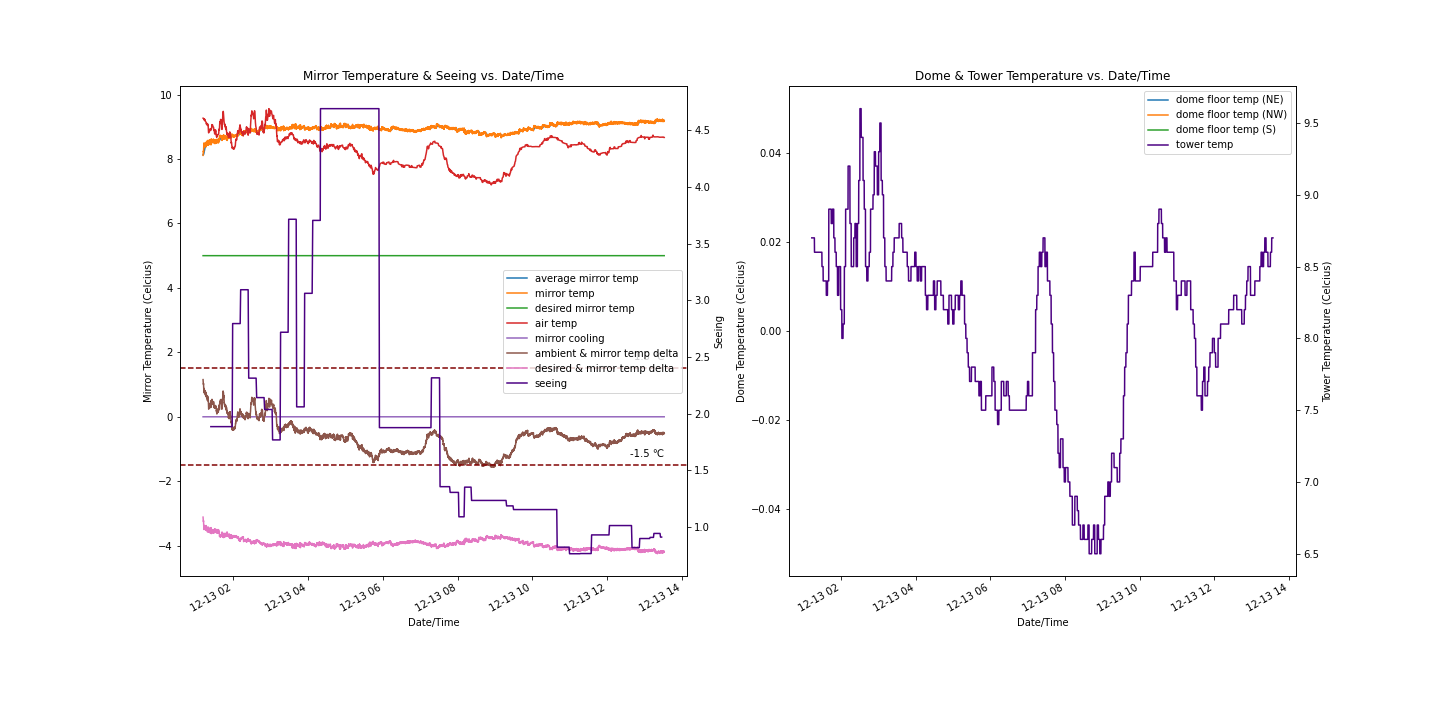 Mirror Temperature & Seeing vs. Date/Time
Mirror Temperature (Celcius)
10
8
6
4
2
0
−2
−4
4.5
4.0
3.5
3.0
2.5
2.0
1.5
1.0
Seeing
average mirror temp
mirror temp
desired mirror temp
air temp
mirror cooling
ambient & mirror temp delta
desired & mirror temp delta
seeing
-1.5 ℃
12-13 02
12-13 04
12-13 06
12-13 08
12-13 10
12-13 12
12-13 14
Date/Time
Dome & Tower Temperature vs. Date/Time
Dome Temperature (Celcius)
0.04
0.02
0.00
−0.02
−0.04
9.5
9.0
8.5
8.0
7.5
7.0
6.5
Tower Temperature (Celcius)
dome floor temp (NE)
dome floor temp (NW)
dome floor temp (S)
tower temp
12-13 02
12-13 04
12-13 06
12-13 08
12-13 10
12-13 12
12-13 14
Date/Time